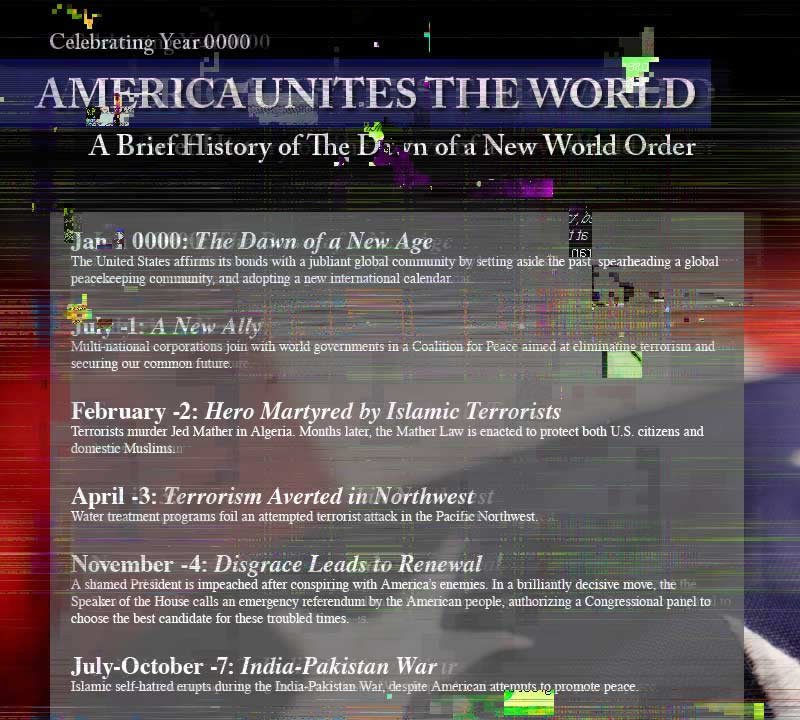 Celebrating Year 0000
AMERICA UNITES THE WORLD
A Brief History of The Dawn of a New World Order
Jan 1 0000: The Dawn of a New Age
The United States affirms its bonds with a jubliant global community by setting aside the past, spearheading a global
peacekeeping community, and adopting a new international calendar.
July -1: A New Ally
Multi-national corporations join with world governments in a Coalition for Peace aimed at eliminating terrorism and
securing our common future.
February -2: Hero Martyred by Islamic Terrorists
Terrorists murder Jed Mather in Algeria. Months later, the Mather Law is enacted to protect both U.S. citizens and
domestic Muslims.
April -3: Terrorism Averted in Northwest
Water treatment programs foil an attempted terrorist attack in the Pacific Northwest.
November -4: Disgrace Leads to Renewal
A shamed President is impeached after conspiring with America's enemies. In a brilliantly decisive move, the
Speaker of the House calls an emergency referendum by the American people, authorizing a Congressional panel to
choose the best candidate for these troubled times.
July-October -7: India-Pakistan War
Islamic self-hatred erupts during the India-Pakistan War, despite American attempts to promote peace.